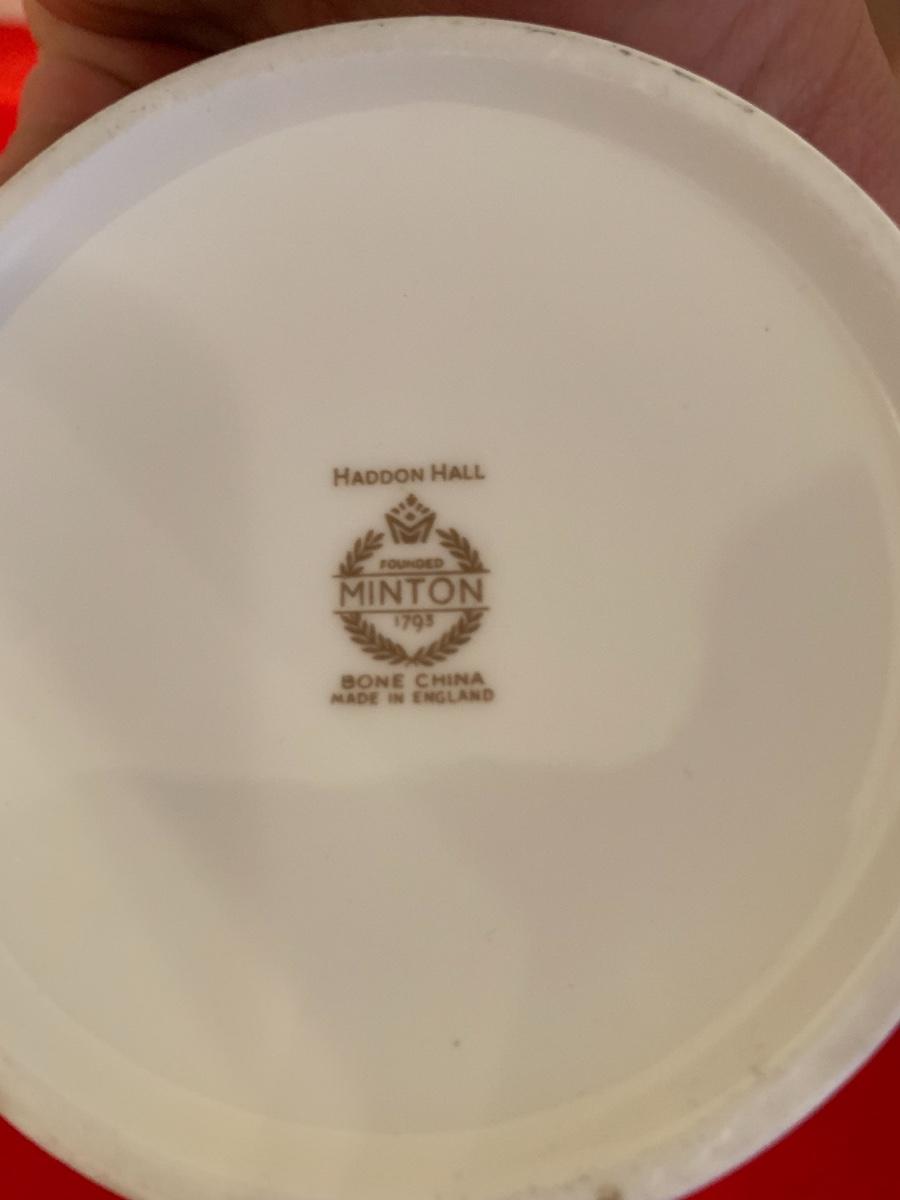 HADDON HALL
M
FOUNDED
MINTON
1793
BONE CHINA
MADE IN ENGLAND